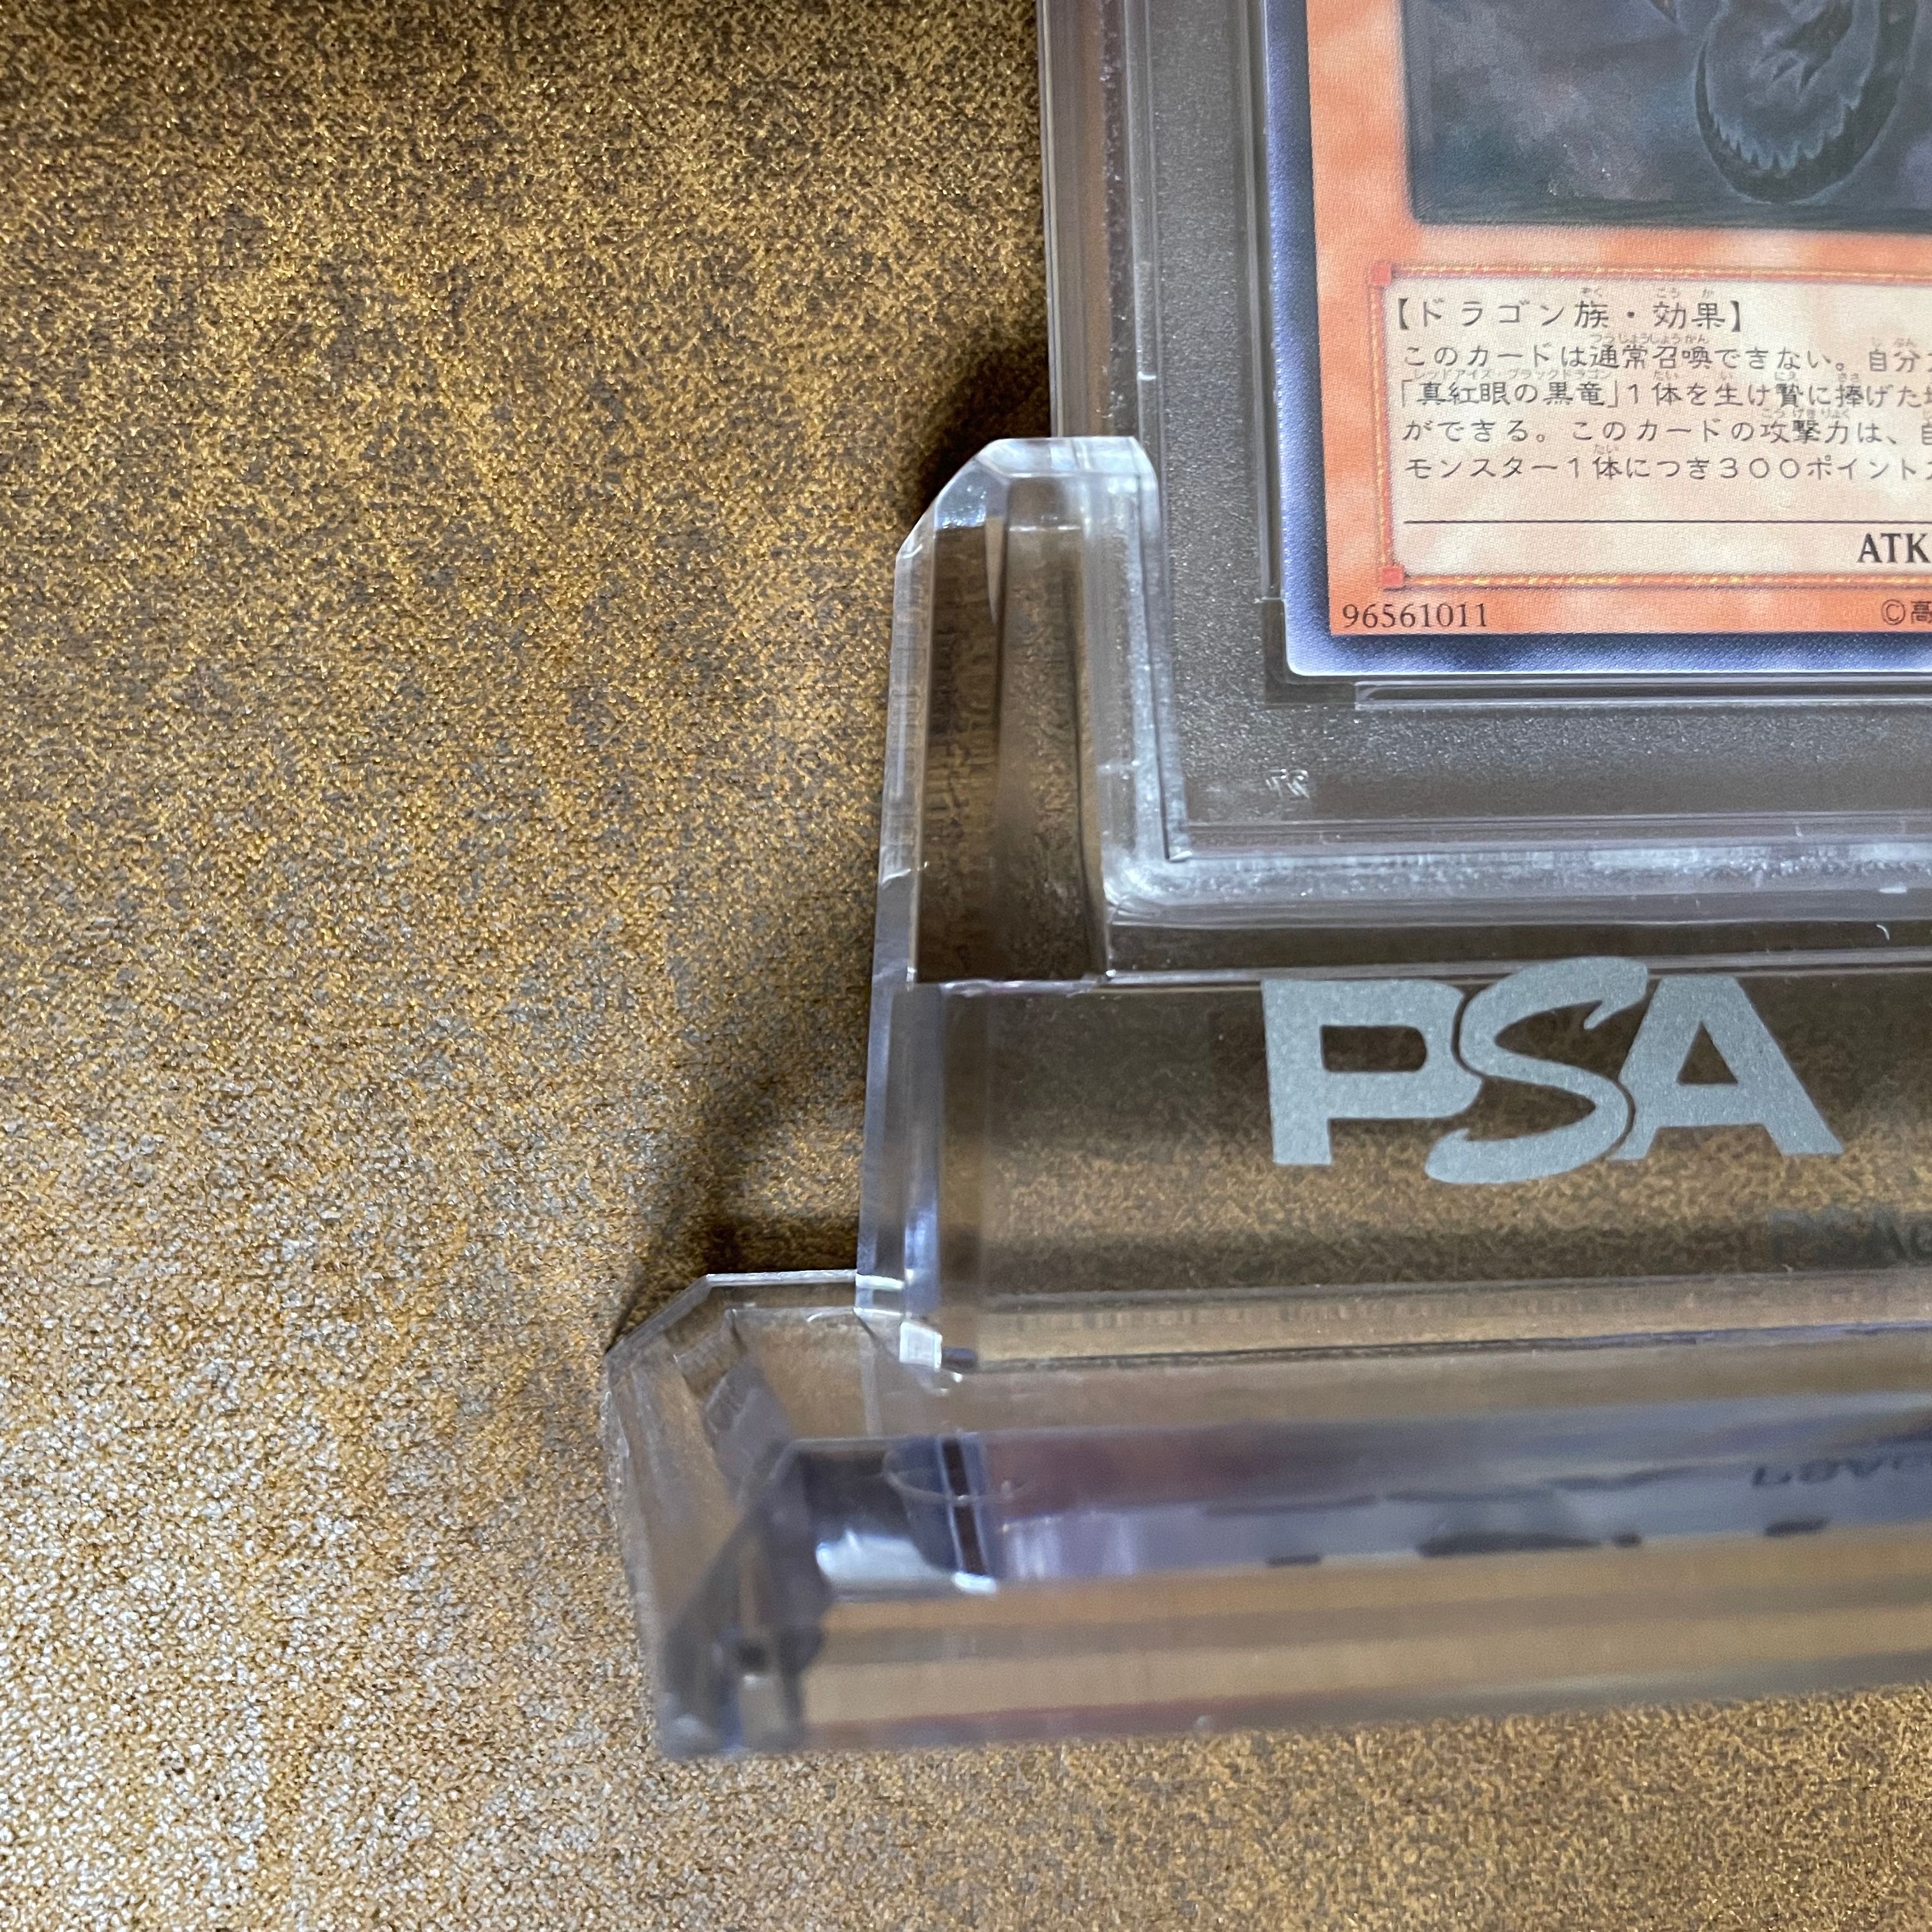 【ドラゴン族・効果】
このカードは通常召喚できない。自分
「真紅眼の黒竜」1体を生け贄に捧げた
ができる。このカードの攻撃力は、自
モンスター1体につき300ポイント
ATK
96561011 ©高
PSA